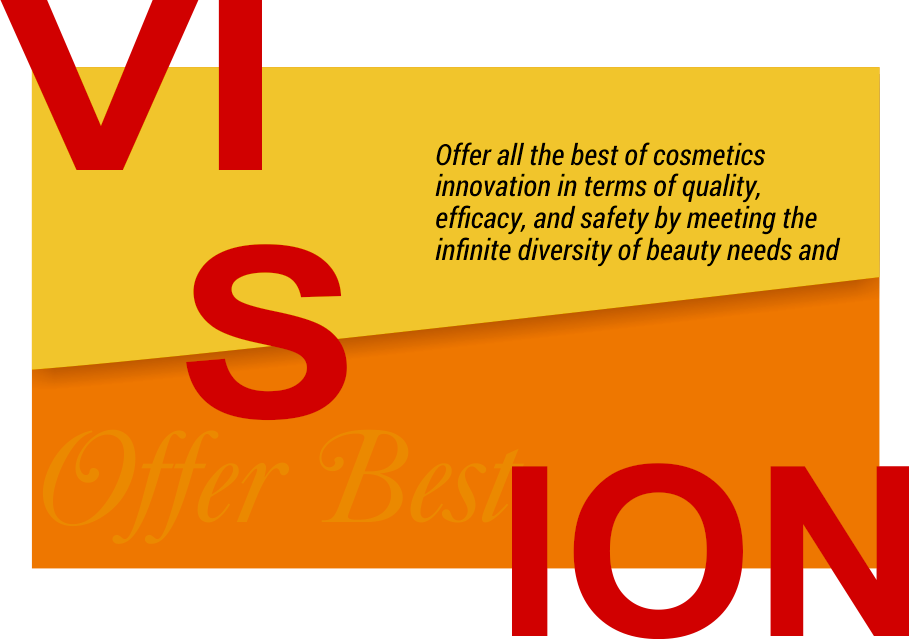 VI
Offer all the best of cosmetics
innovation in terms of quality,
efficacy, and safety by meeting the
infinite diversity of beauty needs and
S
Offer Best
ION